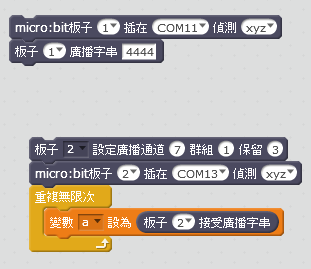 micro:bit板子 1 插在 COM11 偵測 xyz
板子 1 廣播字串 4444
板子 2 設定廣播通道 7 群組 1 保留 3
micro:bit板子 2 插在 COM13 偵測 xyz
重複無限次
變數 a 設為 板子 2 接受廣播字串